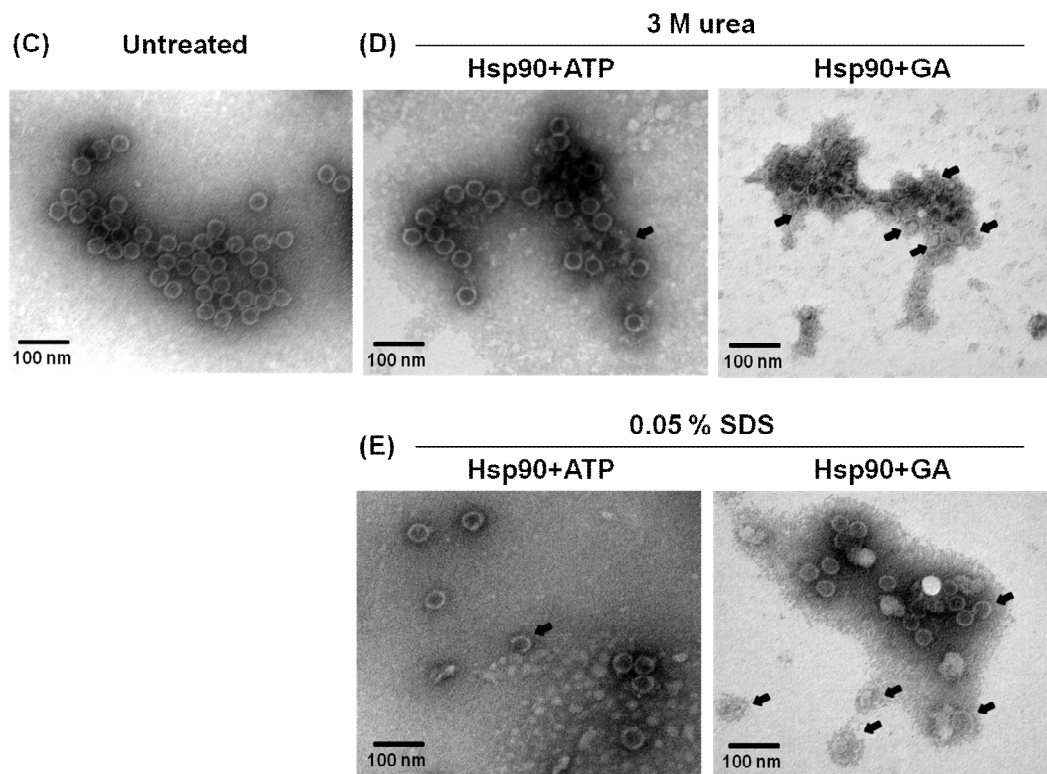 (C) Untreated
(D) 3 M urea
Hsp90+ATP Hsp90+GA
100 nm 100 nm 100 nm
(E) 0.05 % SDS
Hsp90+ATP Hsp90+GA
100 nm 100 nm